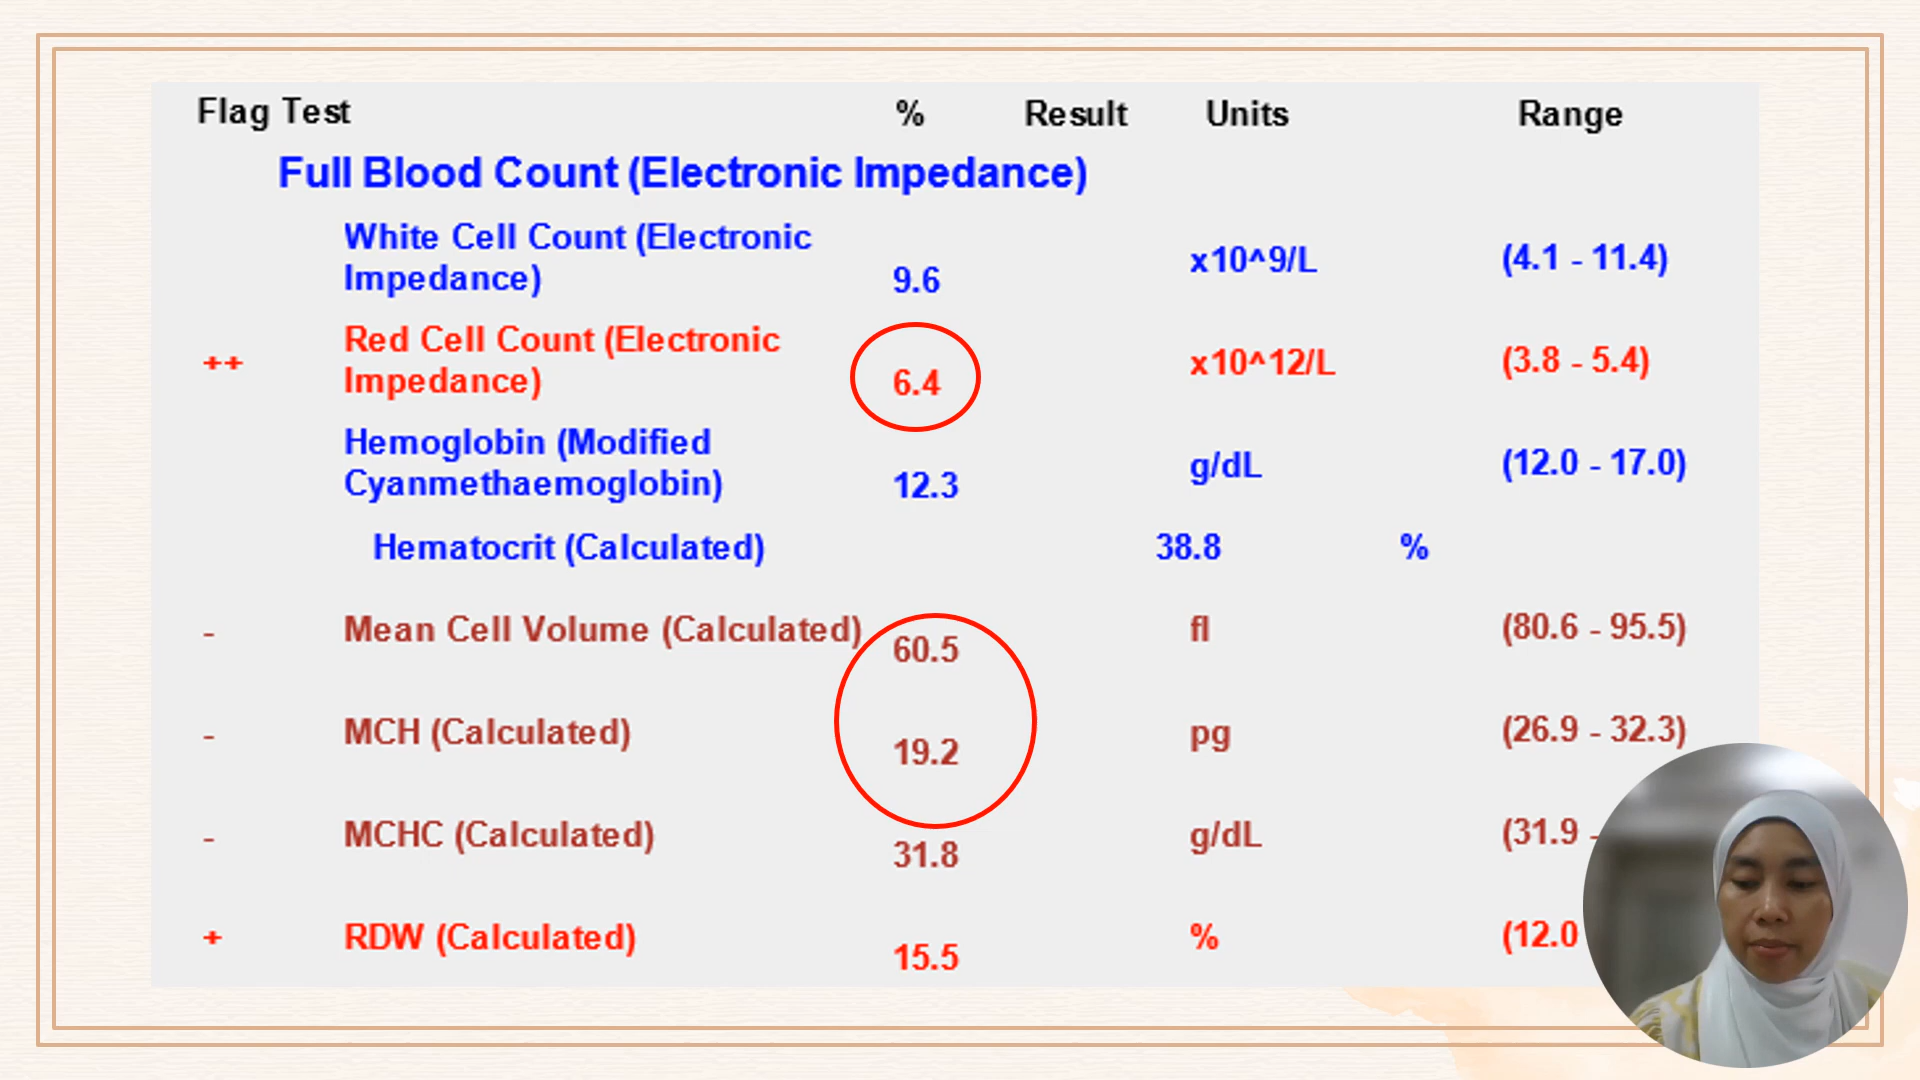 Flag Test % Result Units Range
Full Blood Count (Electronic Impedance)
White Cell Count (Electronic
Impedance) 9.6 x10^9/L (4.1 - 11.4)
++ Red Cell Count (Electronic
Impedance) 6.4 x10^12/L (3.8 - 5.4)
Hemoglobin (Modified
Cyanmethaemoglobin) 12.3 g/dL (12.0 - 17.0)
Hematocrit (Calculated) 38.8 %
- Mean Cell Volume (Calculated) 60.5 fl (80.6 - 95.5)
- MCH (Calculated) 19.2 pg (26.9 - 32.3)
- MCHC (Calculated) 31.8 g/dL (31.9 -
+ RDW (Calculated) 15.5 % (12.0